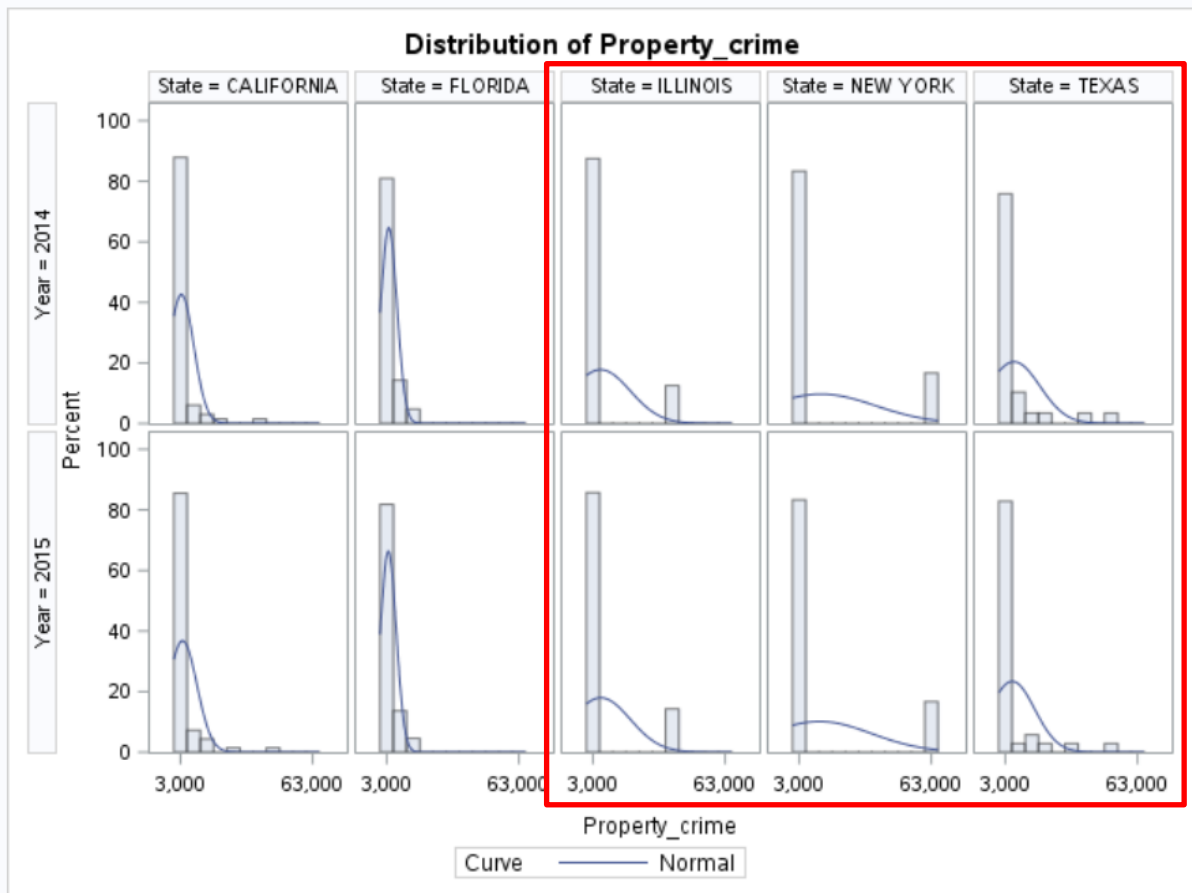 Distribution of Property_crime
State = CALIFORNIA
State = FLORIDA
State = ILLINOIS
State = NEW YORK
State = TEXAS
Year = 2014
Year = 2015
Percent
100
80
60
40
20
0
100
80
60
40
20
0
3,000 63,000
3,000 63,000
3,000 63,000
3,000 63,000
3,000 63,000
Property_crime
Curve Normal